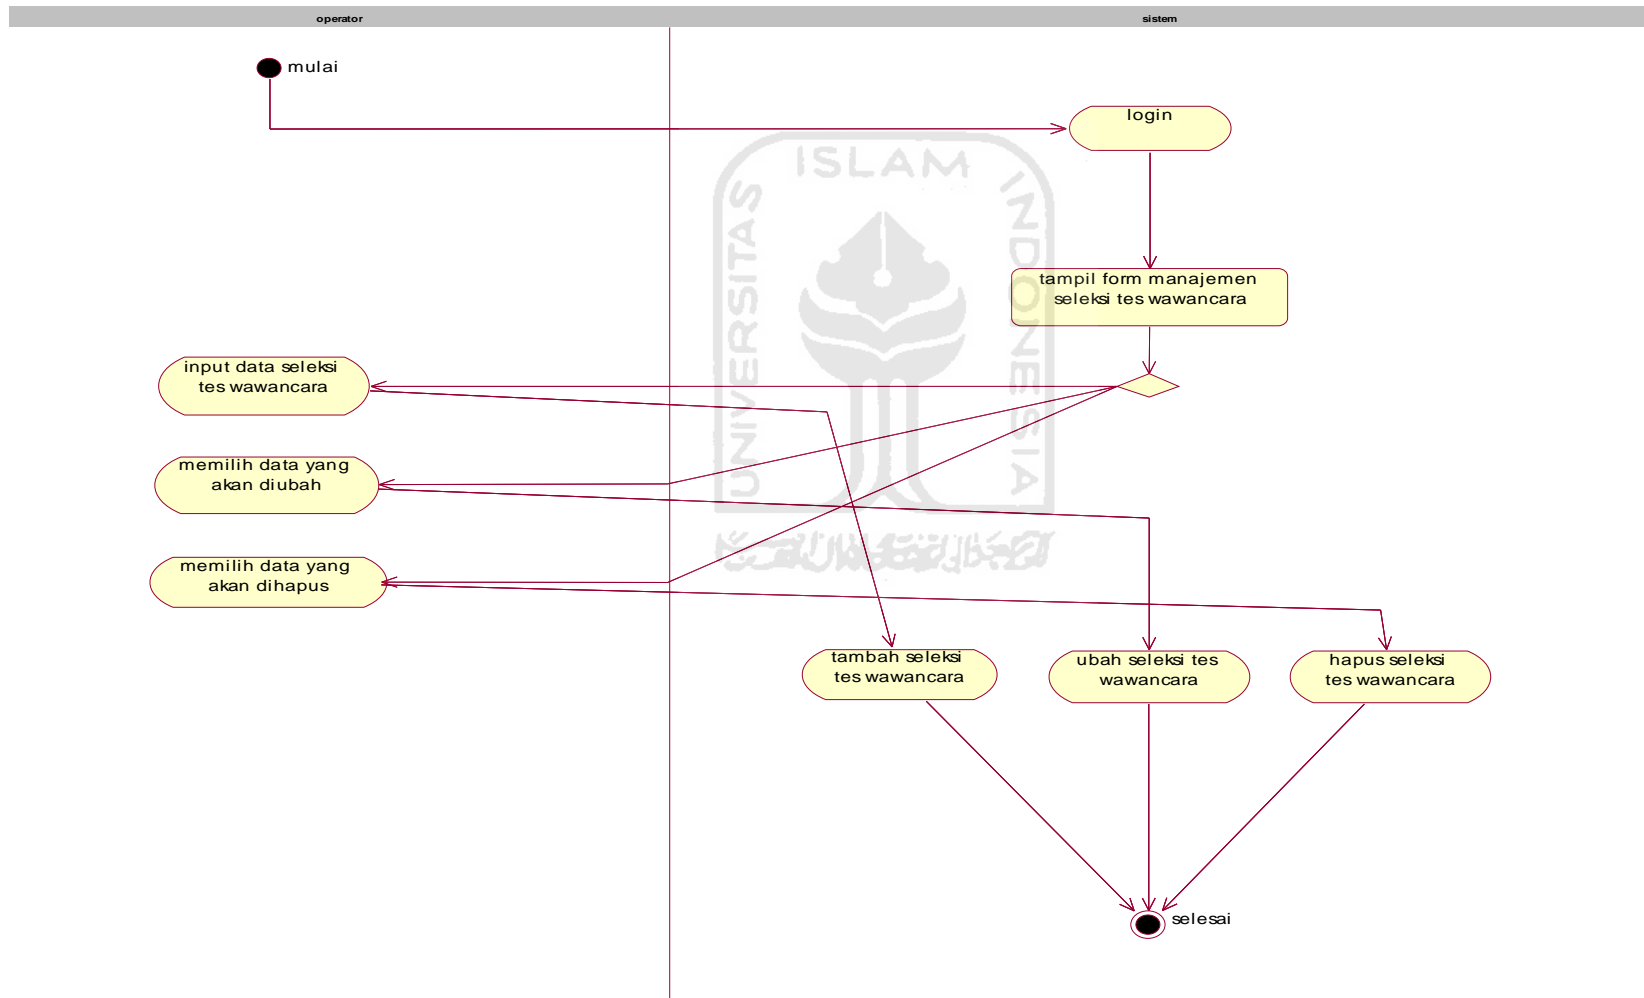 operator
sistem
mulai
login
ISLAM
UNIVERSITAS
INDONESIA
tampil form manajemen
seleksi tes wawancara
input data seleksi
tes wawancara
memilih data yang
akan diubah
memilih data yang
akan dihapus
tambah seleksi
tes wawancara
ubah seleksi tes
wawancara
hapus seleksi
tes wawancara
selesai